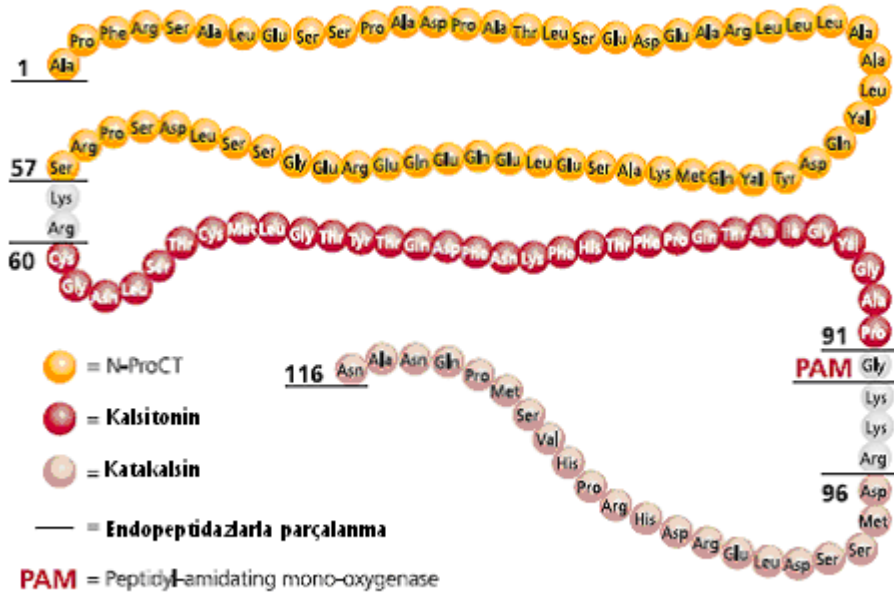 1
Ala Pro Phe Arg Ser Ala Leu Glu Ser Ser Pro Ala Asp Pro Ala Thr Leu Ser Glu Asp Glu Ala Arg Leu Leu Leu Ala
Ala
Leu
Val
Gln
Asp
57
Ser Arg Pro Ser Asp Leu Ser Ser Gly Glu Arg Glu Gln Glu Gln Glu Leu Glu Ser Ala Lys Met Gln Val Tyr
Lys
Arg
60
Cys Gly Asn Leu Ser Thr Cys Met Leu Gly Thr Tyr Thr Gln Asp Phe Asn Lys Phe His Thr Phe Pro Gln Thr Ala Ile Gly Val
Gly
Ala
91 Pro
PAM Gly
Lys
Lys
Arg
96 Asp
Met
Ser
116 Asn Ala Asn Gln Pro Met Ser Val His Pro Arg His Asp Arg Glu Leu Asp Ser
= N-ProCT
= Kalsitonin
= Katakalsin
= Endopeptidazlarla parçalanma
PAM = Peptidyl-amidating mono-oxygenase